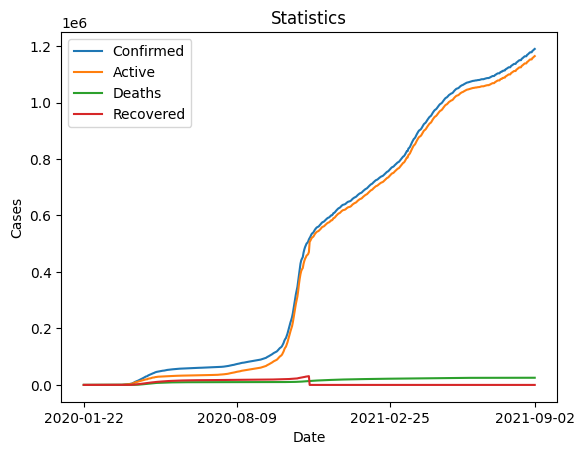 Statistics
1e6
Confirmed
Active
Deaths
Recovered
1.2
1.0
0.8
0.6
0.4
0.2
0.0
Cases
2020-01-22
2020-08-09
2021-02-25
2021-09-02
Date